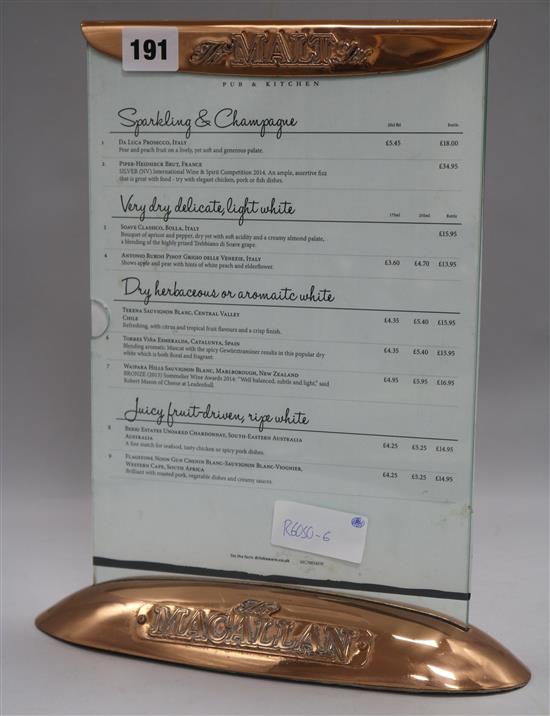 191
The MALT
PUB & KITCHEN
Sparkling & Champagne
20cl Btl Bottle
1 DA LUCA PROSECCO, ITALY £5.45 £18.00
Pear and peach fruit on a lively, yet soft and generous palate.
2 PIPER-HEIDSIECK BRUT, FRANCE £34.95
SILVER (NV) International Wine & Spirit Competition 2014. An ample, assertive fizz
that is great with food - try with elegant chicken, pork or fish dishes.
Very dry delicate, light white
175ml 250ml Bottle
3 SOAVE CLASSICO, BOLLA, ITALY £15.95
Bouquet of apricot and pepper, dry yet with soft acidity and a creamy almond palate,
a blending of the highly prized Trebbiano di Soave grape.
4 ANTONIO RUBINI PINOT GRIGIO DELLE VENEZIE, ITALY £3.60 £4.70 £13.95
Shows apple and pear with hints of white peach and elderflower.
Dry herbaceous or aromaitc white
TERENA SAUVIGNON BLANC, CENTRAL VALLEY
CHILE £4.35 £5.40 £15.95
Refreshing, with citrus and tropical fruit flavours and a crisp finish.
6 TORRES VIÑA ESMERALDA, CATALUNYA, SPAIN £4.35 £5.40 £15.95
Blending aromatic Muscat with the spicy Gewürztraminer results in this popular dry
white which is both floral and fragrant.
7 WAIPARA HILLS SAUVIGNON BLANC, MARLBOROUGH, NEW ZEALAND £4.95 £5.95 £16.95
BRONZE (2013) Sommelier Wine Awards 2014: "Well balanced, subtle and light," said
Robert Mason of Cheese at Leadenhall.
Juicy fruit-driven, ripe white
8 BERRI ESTATES UNOAKED CHARDONNAY, SOUTH-EASTERN AUSTRALIA
AUSTRALIA £4.25 £5.25 £14.95
A fine match for seafood, tasty chicken or spicy pork dishes.
9 FLAGSTONE NOON GUN CHENIN BLANC-SAUVIGNON BLANC-VIOGNIER,
WESTERN CAPE, SOUTH AFRICA £4.25 £5.25 £14.95
Brilliant with roasted pork, vegetable dishes and creamy sauces.
R6050-6
for the facts drinkaware.co.uk
The
MACALLAN